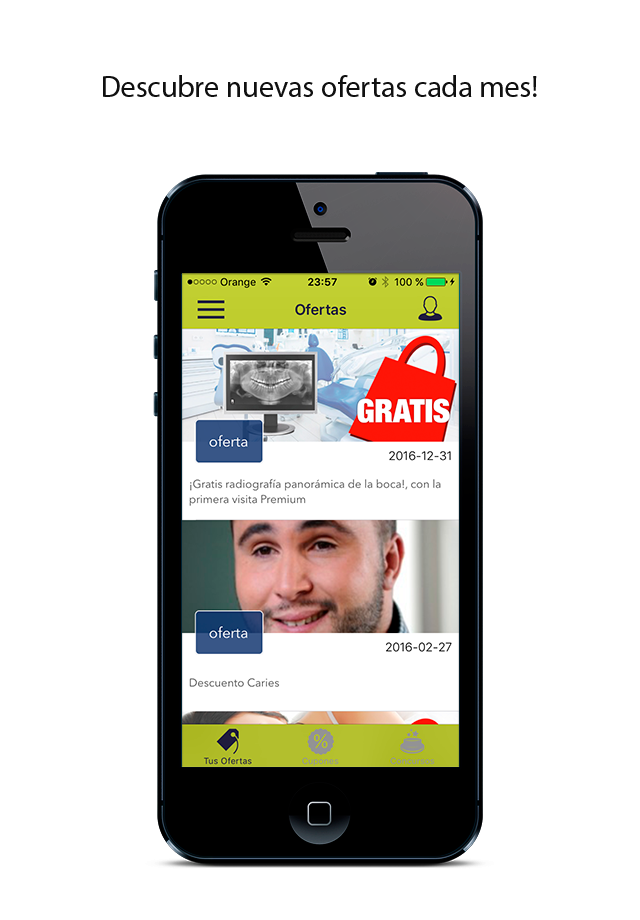 Descubre nuevas ofertas cada mes!
Orange 23:57 100 %
Ofertas
GRATIS
oferta
2016-12-31
¡Gratis radiografía panorámica de la boca!, con la
primera visita Premium
oferta
2016-02-27
Descuento Caries
Tus Ofertas Cupones Concursos